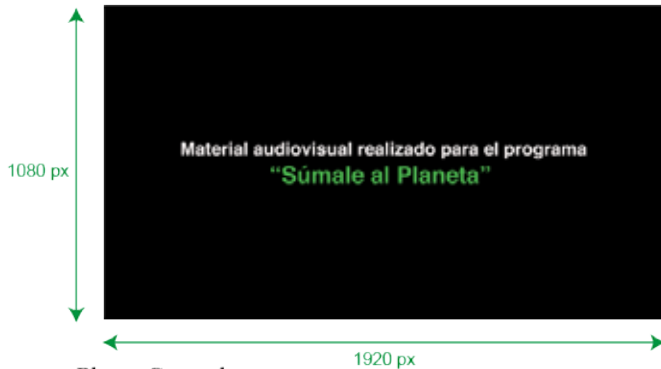 Material audiovisual realizado para el programa
“Súmale al Planeta”
1080 px
1920 px